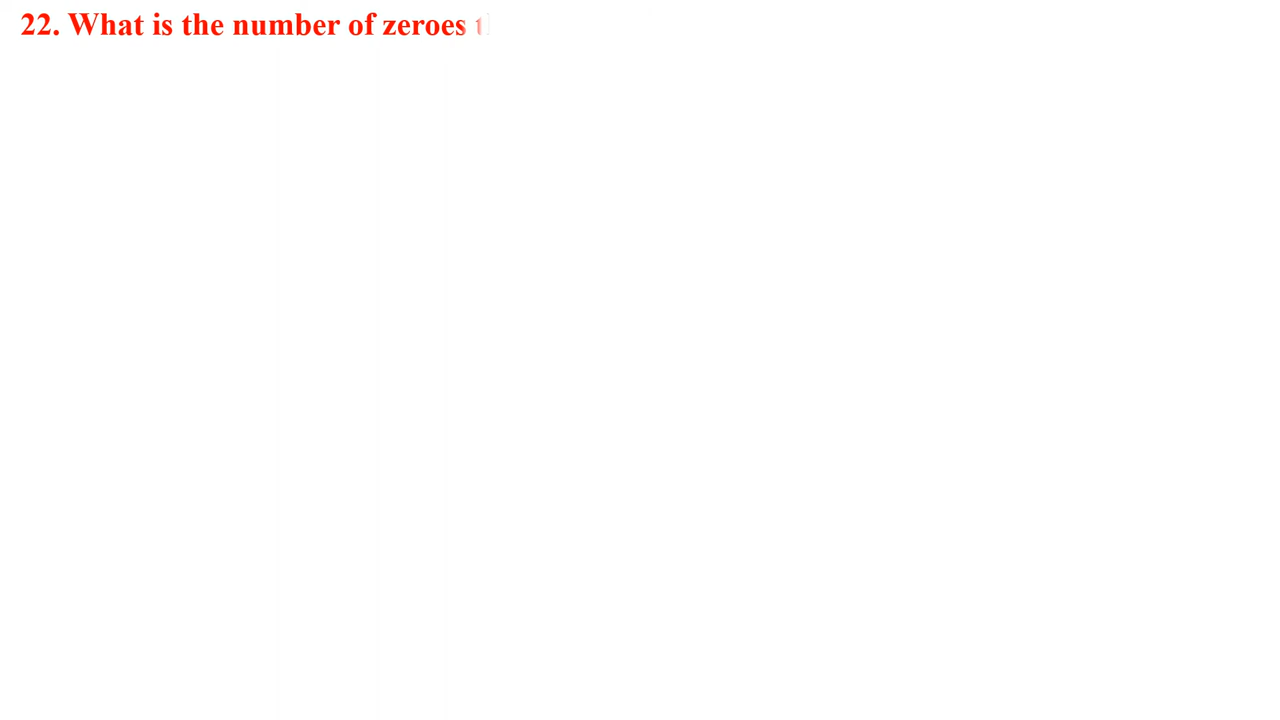 22. What is the number of zeroes